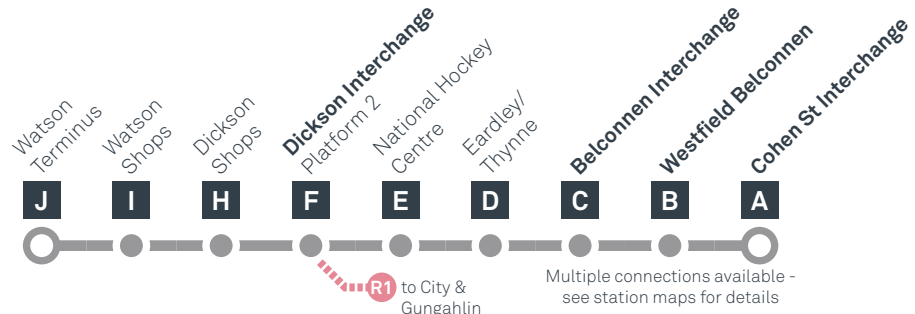 Watson
Terminus
Watson
Shops
Dickson
Shops
Dickson Interchange
Platform 2
National Hockey
Centre
Eardley/
Thynne
Belconnen Interchange
Westfield Belconnen
Cohen St Interchange
J
I
H
F
E
D
C
B
A
R1 to City &
Gungahlin
Multiple connections available -
see station maps for details